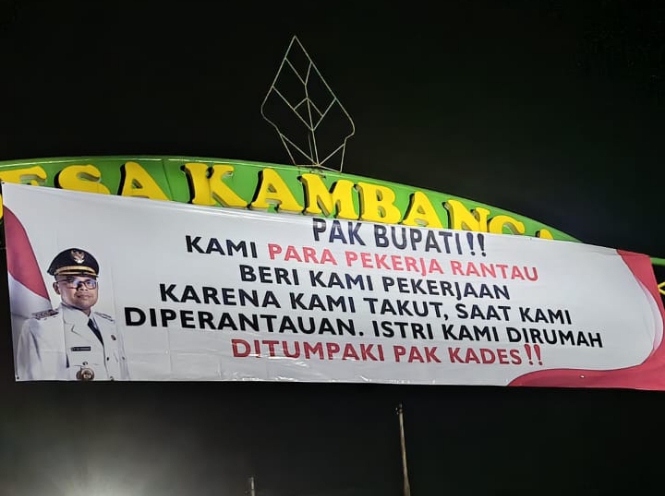 ESA KAMBANGA
PAK BUPATI!!
KAMI PARA PEKERJA RANTAU
BERI KAMI PEKERJAAN
KARENA KAMI TAKUT, SAAT KAMI
DIPERANTAUAN. ISTRI KAMI DIRUMAH
DITUMPAKI PAK KADES!!